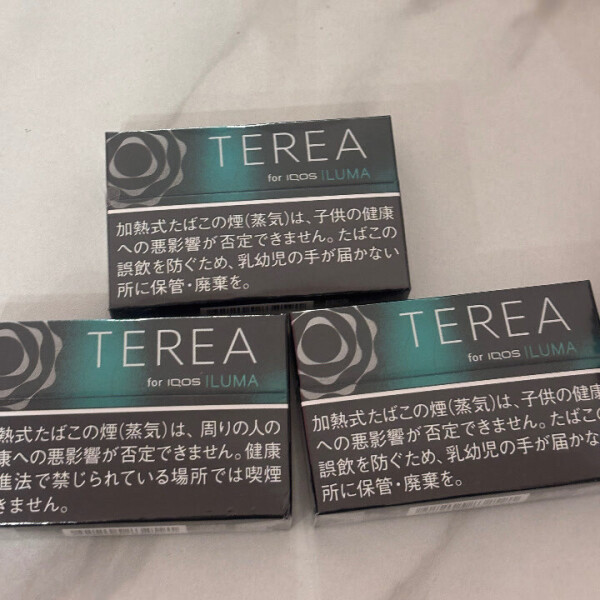 TEREA
for IQOS ILUMA
加熱式たばこの煙(蒸気)は、子供の健康
への悪影響が否定できません。たばこの
誤飲を防ぐため、乳幼児の手が届かない
所に保管・廃棄を。
TEREA
for IQOS ILUMA
熱式たばこの煙(蒸気)は、周りの人の
康への悪影響が否定できません。健康
進法で禁じられている場所では喫煙
きません。
TEREA
for IQOS ILUMA
加熱式たばこの煙(蒸気)は、子供の健
への悪影響が否定できません。たばこ
誤飲を防ぐため、乳幼児の手が届かな
所に保管・廃棄を。